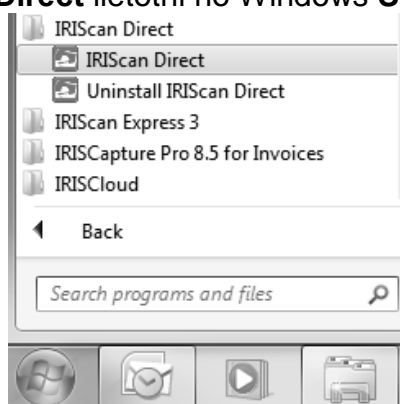 Direct lietotni no Windows S
IRIScan Direct
IRIScan Direct
Uninstall IRIScan Direct
IRIScan Express 3
IRISCapture Pro 8.5 for Invoices
IRISCloud
Back
Search programs and files